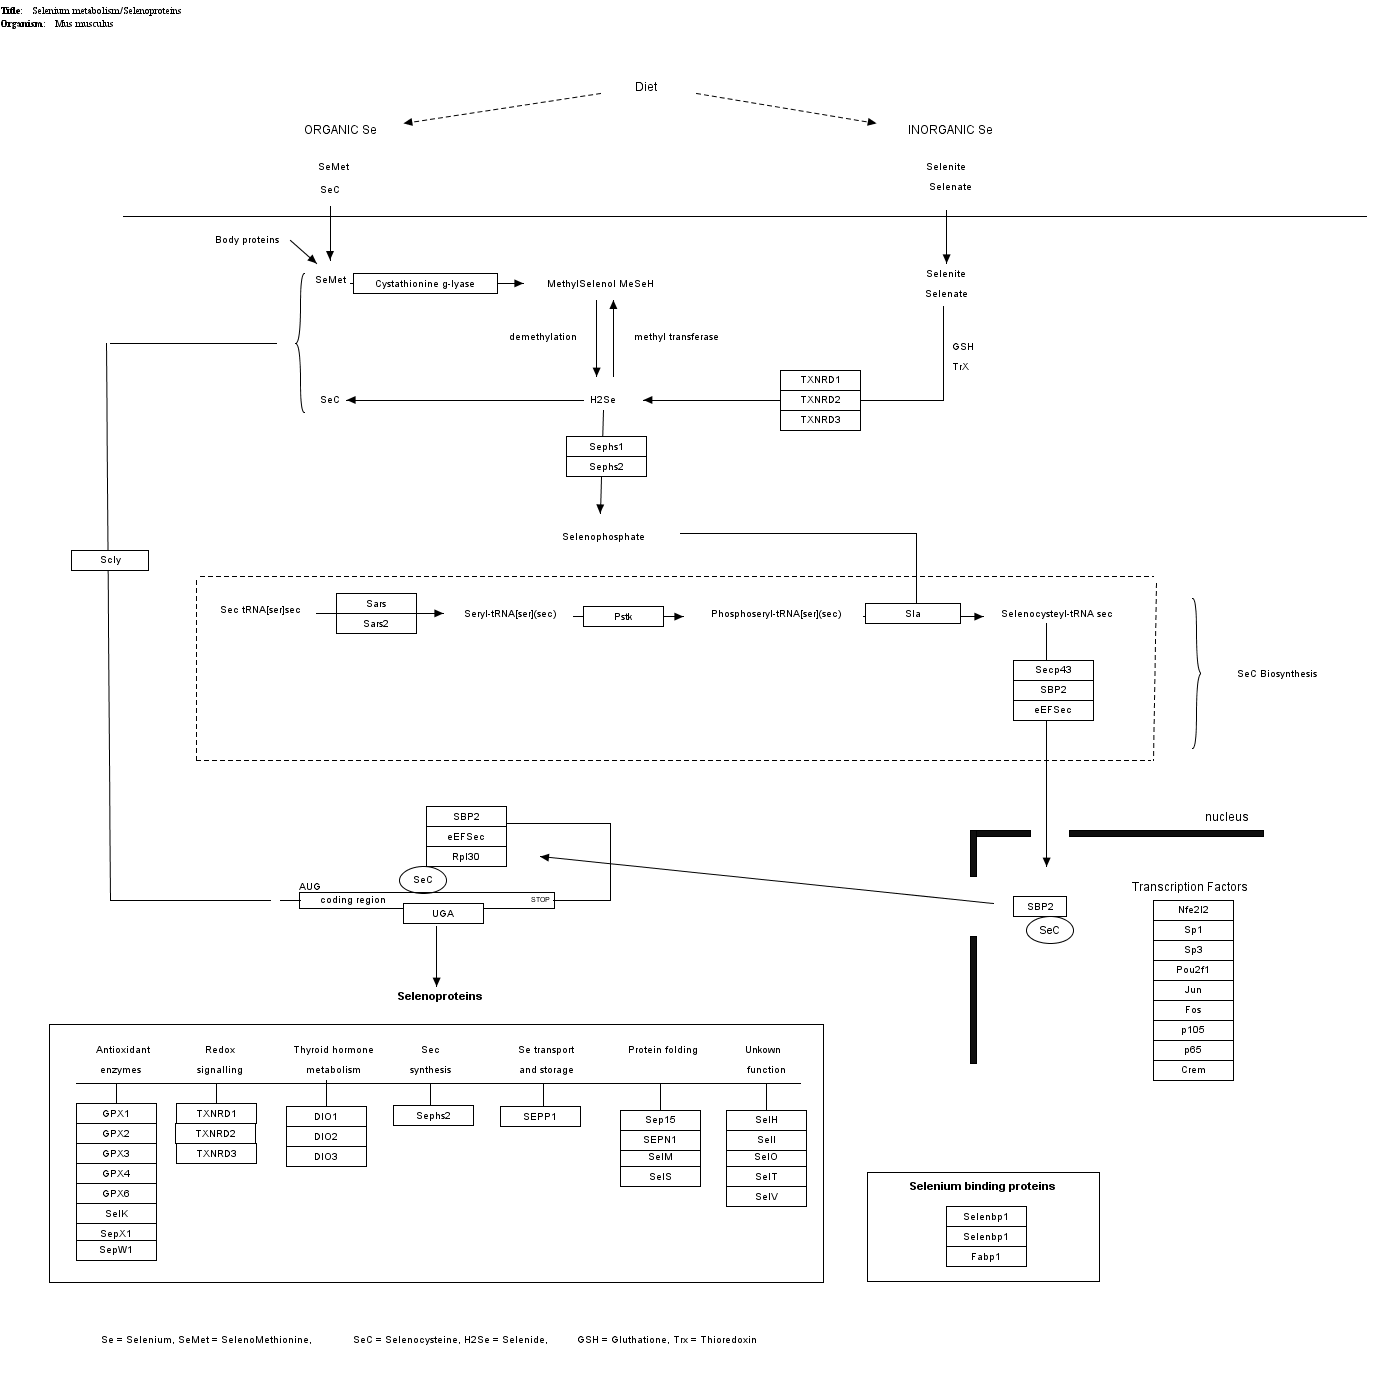 Title: Selenium metabolism/Selenoproteins
Organism: Mus musculus
Diet
ORGANIC Se
INORGANIC Se
SeMet
SeC
Selenite
Selenate
Body proteins
SeMet
Cystathionine g-lyase
MethylSelenol MeSeH
Selenite
Selenate
demethylation
methyl transferase
GSH
TrX
TXNRD1
TXNRD2
TXNRD3
SeC
H2Se
Sephs1
Sephs2
Selenophosphate
Scly
Sec tRNA[ser]sec
Sars
Sars2
Seryl-tRNA[ser](sec)
Pstk
Phosphoseryl-tRNA[ser](sec)
Sla
Selenocysteyl-tRNA sec
Secp43
SBP2
eEFSec
SeC Biosynthesis
SBP2
eEFSec
Rpl30
SeC
AUG
coding region
STOP
UGA
nucleus
SBP2
SeC
Transcription Factors
Nfe2l2
Sp1
Sp3
Pou2f1
Jun
Fos
p105
p65
Crem
Selenoproteins
Antioxidant
enzymes
GPX1
GPX2
GPX3
GPX4
GPX6
SelK
SepX1
SepW1
Redox
signalling
TXNRD1
TXNRD2
TXNRD3
Thyroid hormone
metabolism
DIO1
DIO2
DIO3
Sec
synthesis
Sephs2
Se transport
and storage
SEPP1
Protein folding
Sep15
SEPN1
SelM
SelS
Unkown
function
SelH
SelI
SelO
SelT
SelV
Selenium binding proteins
Selenbp1
Selenbp1
Fabp1
Se = Selenium, SeMet = SelenoMethionine, SeC = Selenocysteine, H2Se = Selenide, GSH = Gluthatione, Trx = Thioredoxin